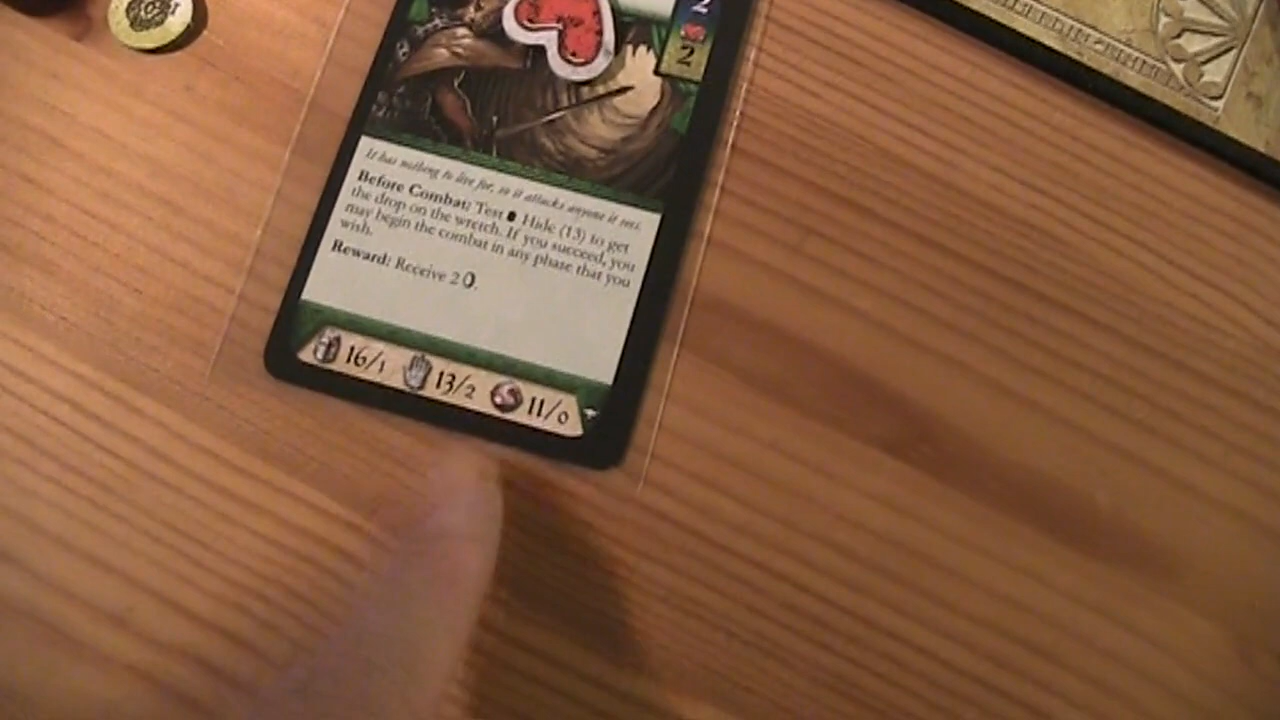 2
2
It has nothing to live for, so it attacks anyone it sees.
Before Combat: Test Hide (13) to get
the drop on the wretch. If you succeed, you
may begin the combat in any phase that you
wish.
Reward: Receive 2 .
16/1 13/2 11/0